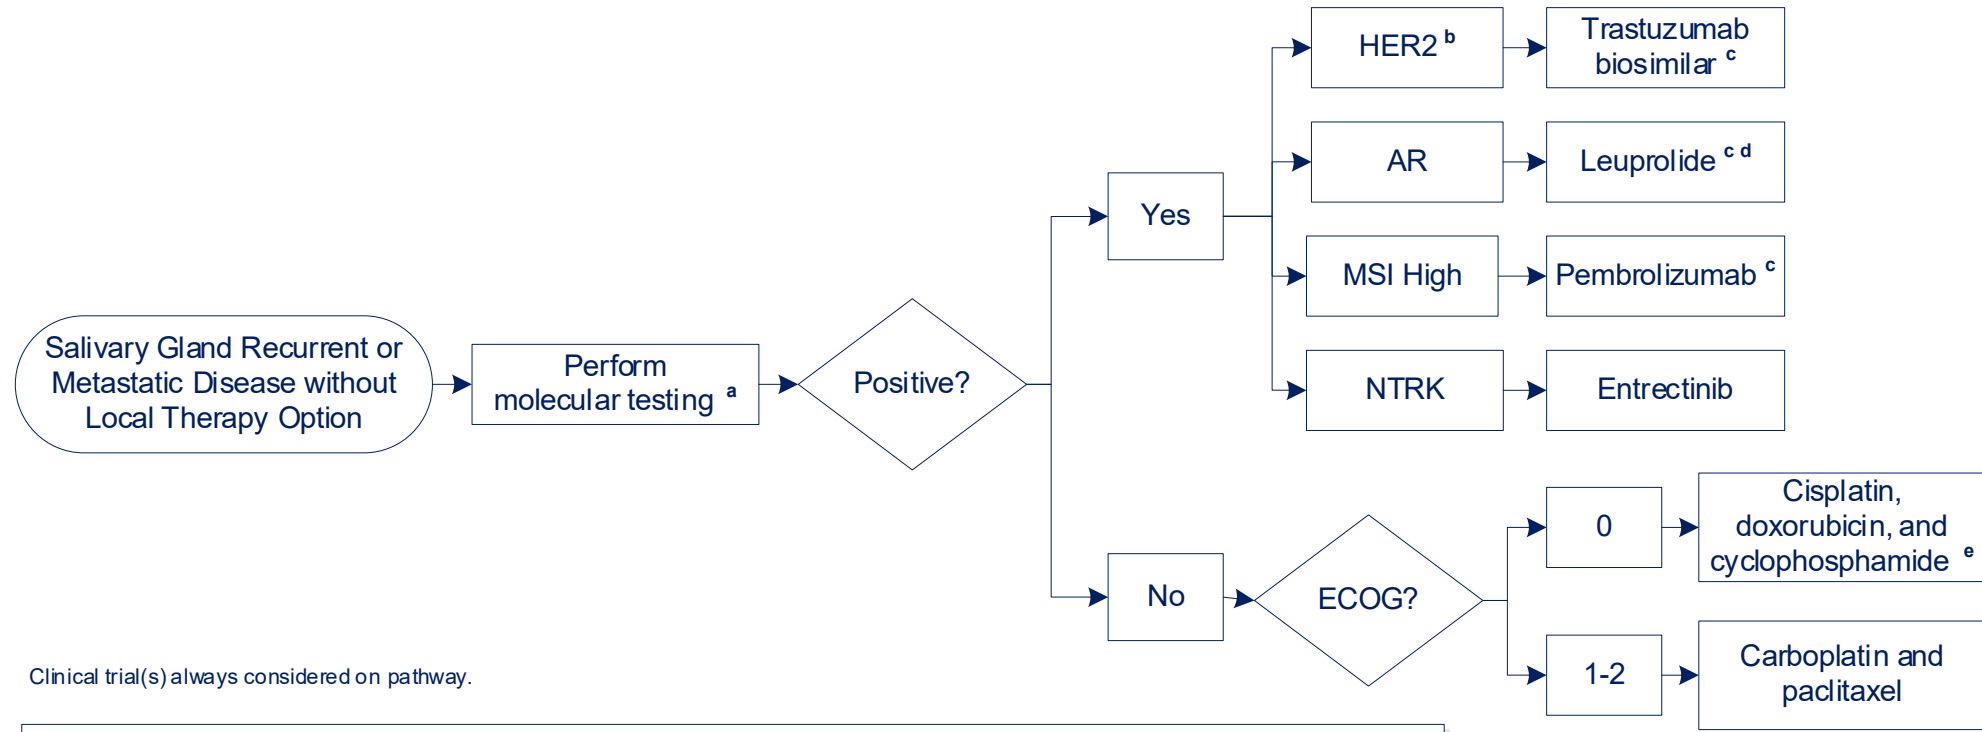 HER2 b
Trastuzumab
biosimilar c
AR
Leuprolide c d
Yes
MSI High
Pembrolizumab c
Salivary Gland Recurrent or
Metastatic Disease without
Local Therapy Option
Perform
molecular testing a
Positive?
NTRK
Entrectinib
No
ECOG?
0
Cisplatin,
doxorubicin, and
cyclophosphamide e
1-2
Carboplatin and
paclitaxel
Clinical trial(s) always considered on pathway.